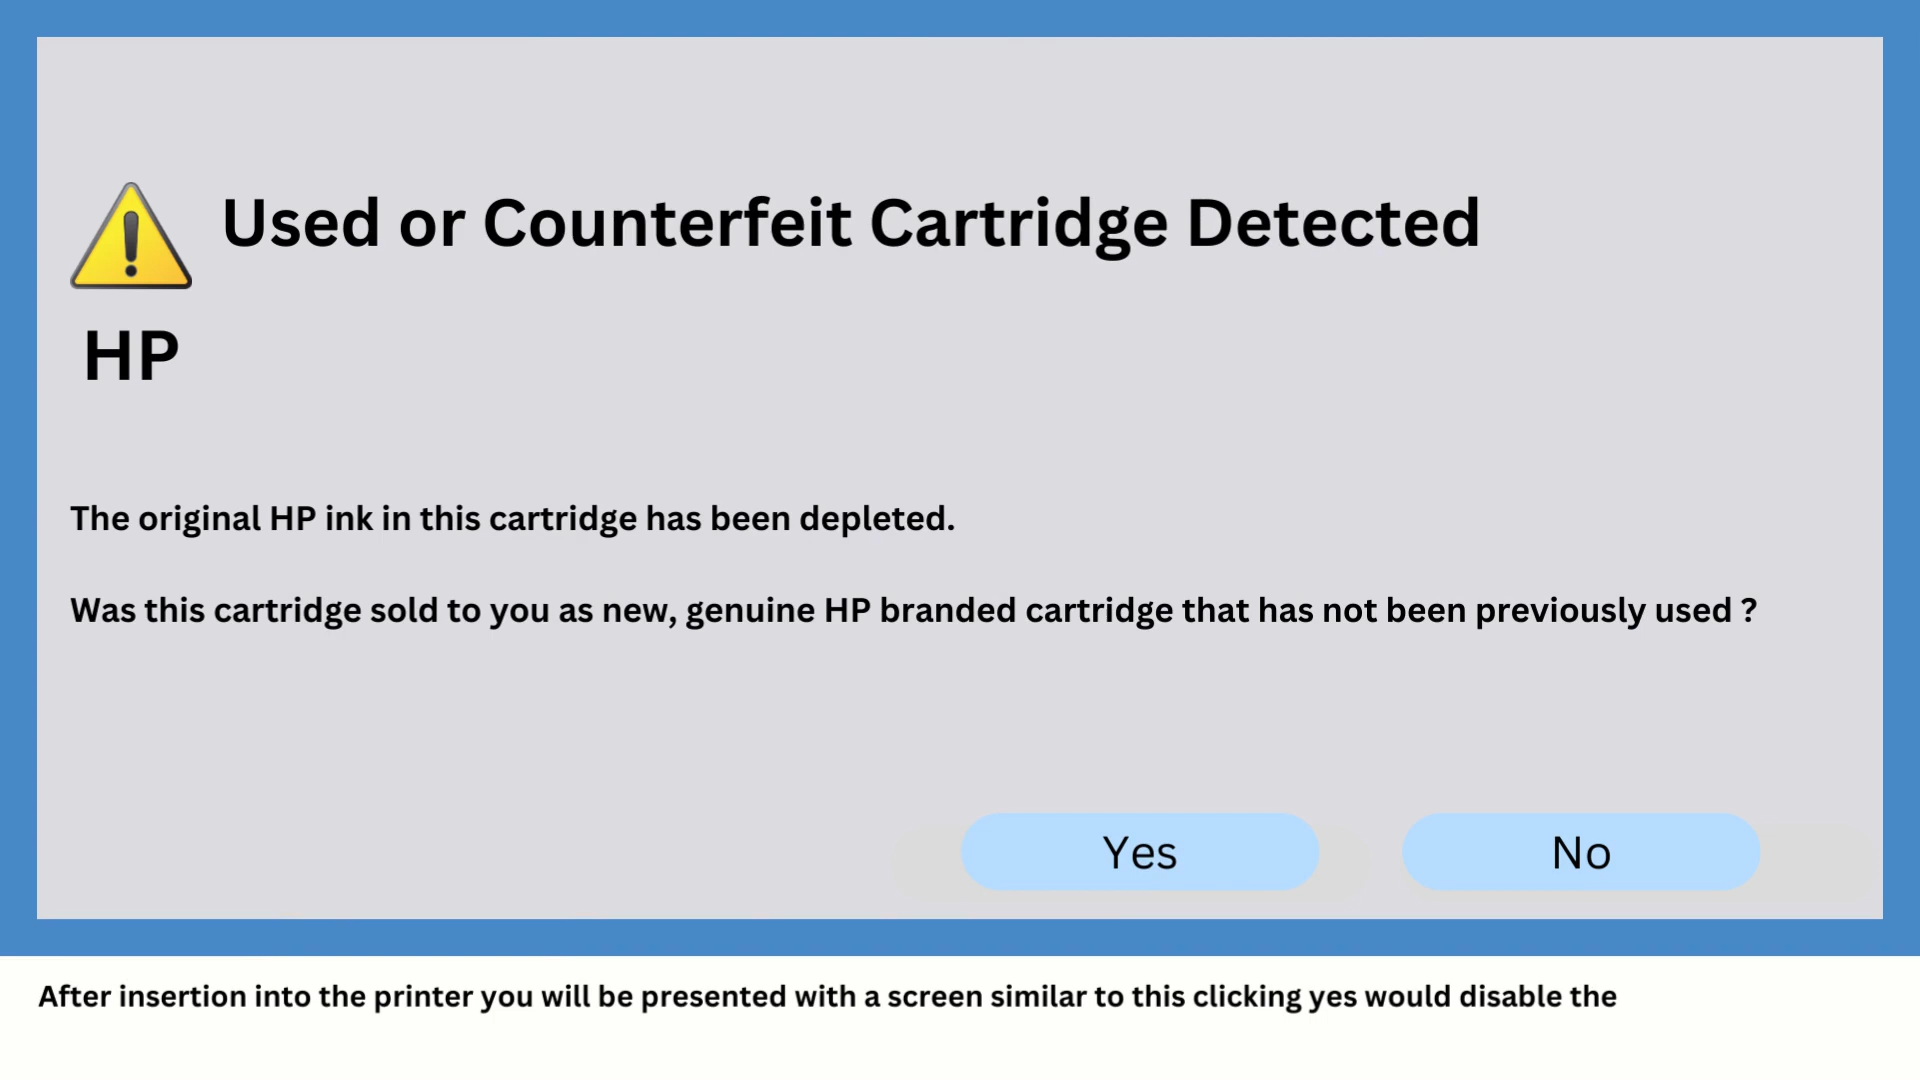 Used or Counterfeit Cartridge Detected
HP
The original HP ink in this cartridge has been depleted.
Was this cartridge sold to you as new, genuine HP branded cartridge that has not been previously used ?
Yes
No
After insertion into the printer you will be presented with a screen similar to this clicking yes would disable the